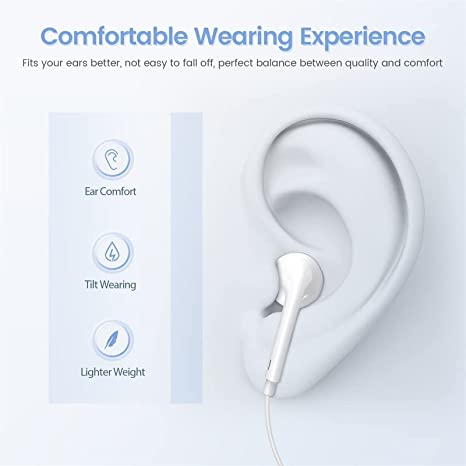 Comfortable Wearing Experience
Fits your ears better, not easy to fall off, perfect balance between quality and comfort
Ear Comfort
Tilt Wearing
Lighter Weight